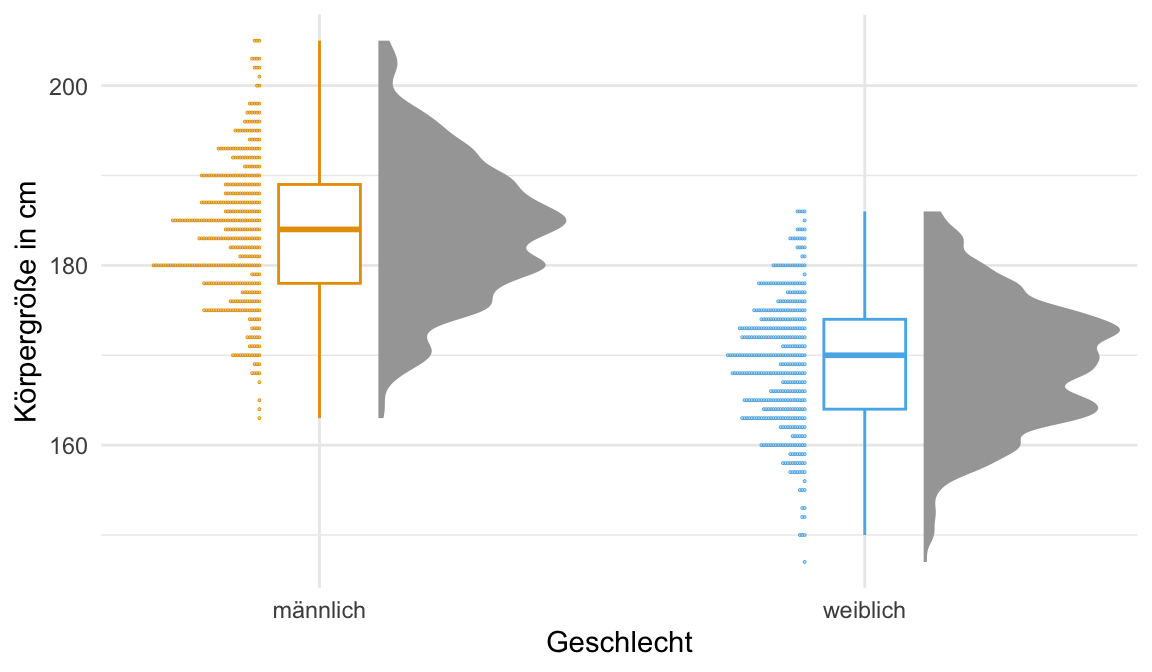 Körpergröße in cm
200
180
160
männlich
weiblich
Geschlecht